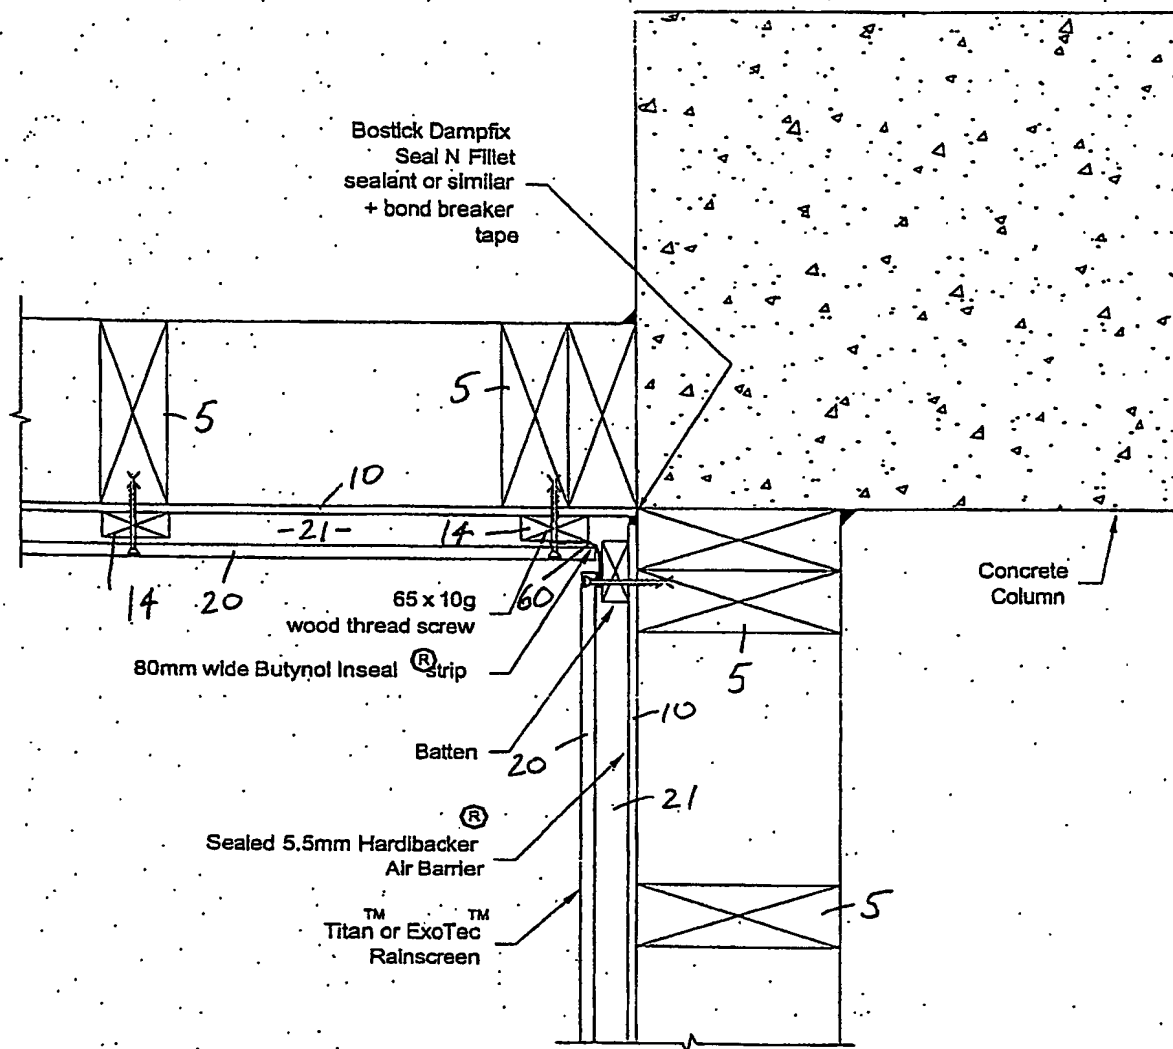 Bostick Dampfix
Seal N Fillet
sealant or similar
+ bond breaker
tape
5
5
10
-21-
14
14
20
65 x 10g
wood thread screw
60
80mm wide Butynol Inseal ® strip
Concrete
Column
5
10
Batten
20
21
®
Sealed 5.5mm Hardibacker
Air Barrier
5
TM TM
Titan or ExoTec
Rainscreen